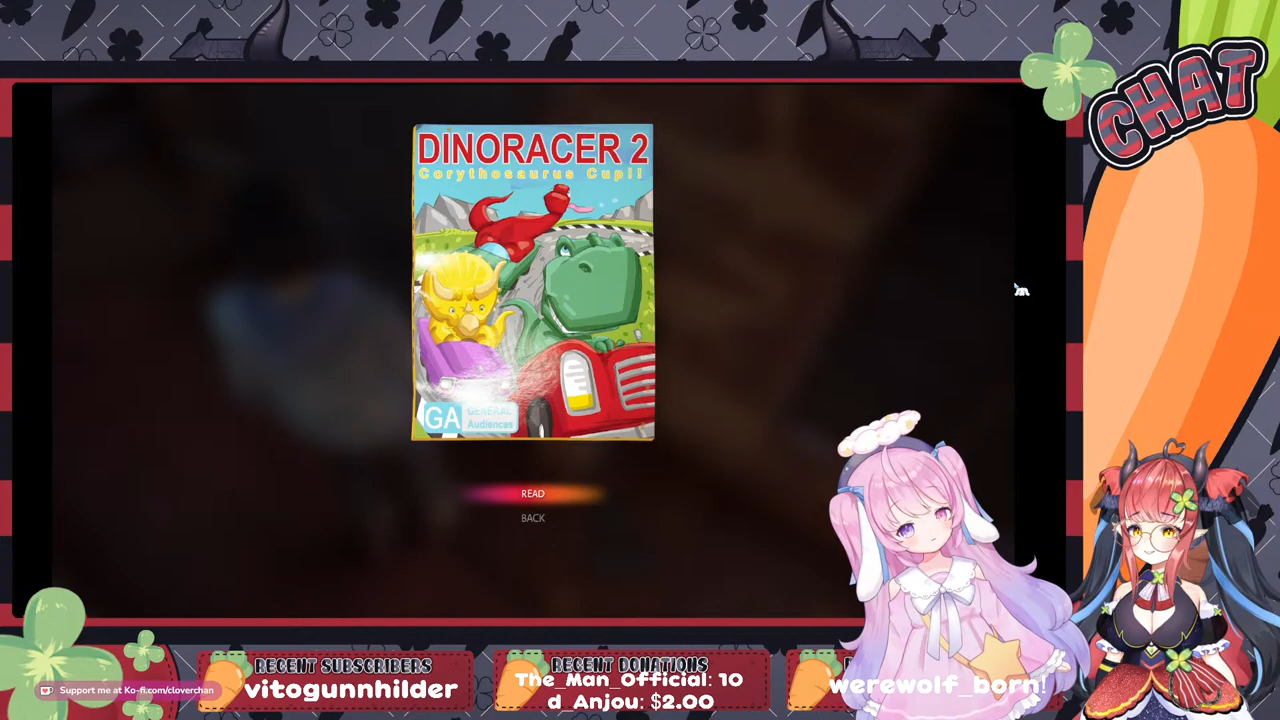 CHAT
DINORACER 2
Corythosaurus Cup!!
GA GENERAL
Audiences
READ
BACK
Support me at Ko-fi.com/cloverchan
RECENT SUBSCRIBERS
vitogunnhilder
RECENT DONATIONS
The_Man_Official: 10
d_Anjou: $2.00
werewolf_born!